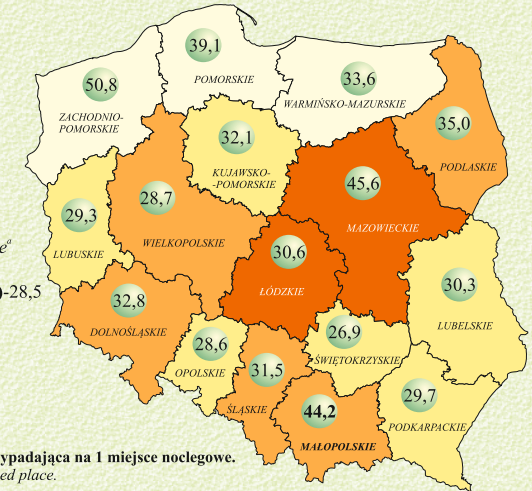 39,1
POMORSKIE
50,8
ZACHODNIO-
POMORSKIE
33,6
WARMIŃSKO-MAZURSKIE
35,0
PODLASKIE
32,1
KUJAWSKO-
-POMORSKIE
45,6
MAZOWIECKIE
28,7
WIELKOPOLSKIE
29,3
LUBUSKIE
eª
30,6
ŁÓDZKIE
)-28,5
32,8
DOLNOŚLĄSKIE
30,3
LUBELSKIE
28,6
OPOLSKIE
26,9
ŚWIĘTOKRZYSKIE
31,5
ŚLĄSKIE
44,2
MAŁOPOLSKIE
29,7
PODKARPACKIE
ypadająca na 1 miejsce noclegowe.
ed place.